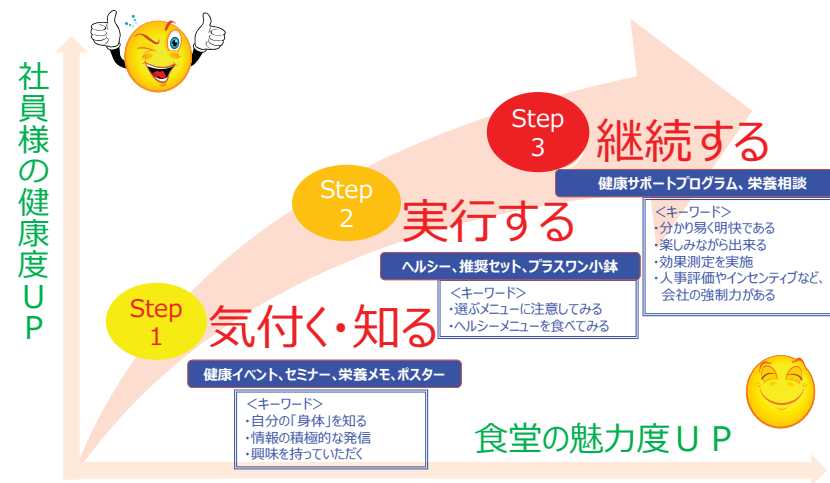 社員様の健康度UP
Step
1
気付く・知る
健康イベント、セミナー、栄養メモ、ポスター
＜キーワード＞
・自分の「身体」を知る
・情報の積極的な発信
・興味を持っていただく
Step
2
実行する
ヘルシー、推奨セット、プラスワン小鉢
＜キーワード＞
・選ぶメニューに注意してみる
・ヘルシーメニューを食べてみる
Step
3
継続する
健康サポートプログラム、栄養相談
＜キーワード＞
・分かり易く明快である
・楽しみながら出来る
・効果測定を実施
・人事評価やインセンティブなど、
会社の強制力がある
食堂の魅力度ＵＰ